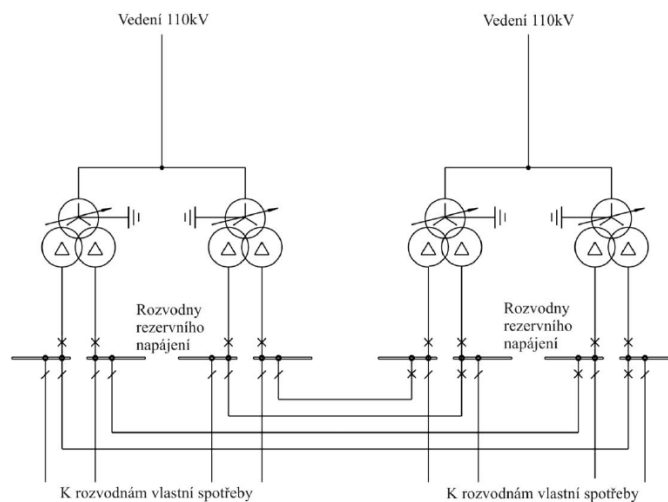 Vedení 110kV
Vedení 110kV
Rozvodny
rezervního
napájení
Rozvodny
rezervního
napájení
K rozvodnám vlastní spotřeby
K rozvodnám vlastní spotřeby